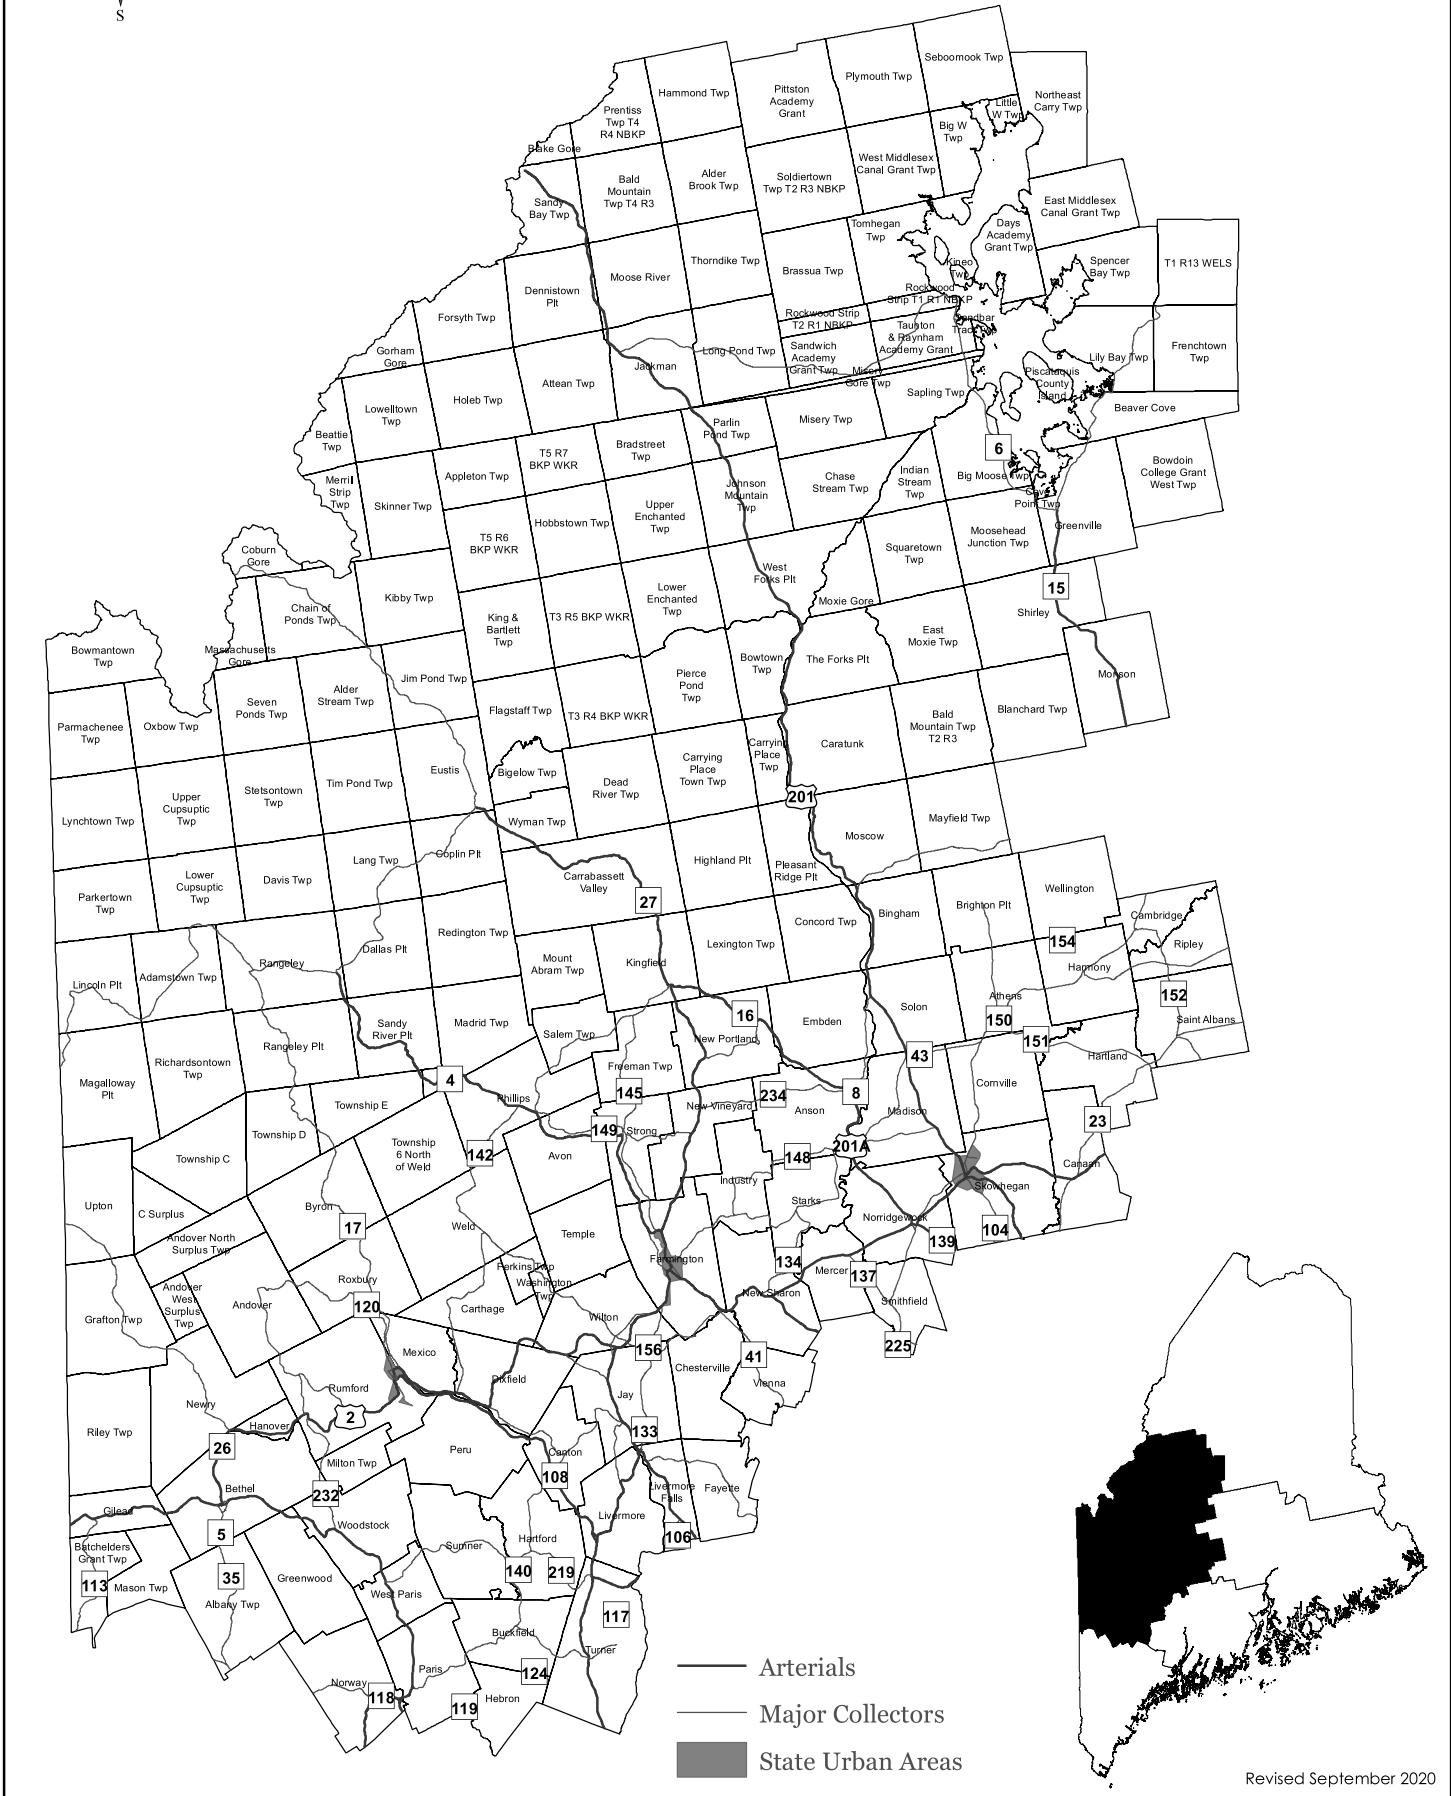 S
Seboomook Twp
Plymouth Twp
Hammond Twp
Pittston
Academy
Grant
Northeast
Carry Twp
Little
W Twp
Prentiss
Twp T4
R4 NBKP
Big W
Twp
Blake Gore
West Middlesex
Canal Grant Twp
Alder
Brook Twp
Soldiertown
Twp T2 R3 NBKP
Bald
Mountain
Twp T4 R3
Sandy
Bay Twp
East Middlesex
Canal Grant Twp
Tomhegan
Twp
Days
Academy
Grant Twp
Thorndike Twp
Brassua Twp
Kineo
Twp
Spencer
Bay Twp
T1 R13 WELS
Moose River
Dennistown
Plt
Rockwood
Strip T1 R1 NBKP
Rockwood Strip
T2 R1 NBKP
Forsyth Twp
Sandbar
Tract Twp
Taunton
& Raynham
Academy Grant
Sandwich
Academy
Grant Twp
Long Pond Twp
Gorham
Gore
Jackman
Lily Bay Twp
Frenchtown
Twp
Misery
Gore Twp
Attean Twp
Piscataquis
County
Island
Sapling Twp
Holeb Twp
Beaver Cove
Lowelltown
Twp
Misery Twp
Parlin
Pond Twp
Beattie
Twp
Bradstreet
Twp
T5 R7
BKP WKR
6
Appleton Twp
Big Moose Twp
Bowdoin
College Grant
West Twp
Indian
Stream
Twp
Chase
Stream Twp
Johnson
Mountain
Twp
Merril
Strip
Twp
Skinner Twp
Cove
Point Twp
Upper
Enchanted
Twp
Hobbstown Twp
Greenville
Moosehead
Junction Twp
T5 R6
BKP WKR
Squaretown
Twp
Coburn
Gore
West
Forks Plt
15
Kibby Twp
Lower
Enchanted
Twp
Moxie Gore
Chain of
Ponds Twp
Shirley
T3 R5 BKP WKR
King &
Bartlett
Twp
East
Moxie Twp
Bowmantown
Twp
Massachusetts
Gore
Bowtown
Twp
The Forks Plt
Jim Pond Twp
Pierce
Pond
Twp
Monson
Alder
Stream Twp
Seven
Ponds Twp
Flagstaff Twp
T3 R4 BKP WKR
Blanchard Twp
Bald
Mountain Twp
T2 R3
Parmachenee
Twp
Oxbow Twp
Carrying
Place
Twp
Caratunk
Eustis
Bigelow Twp
Carrying
Place
Town Twp
Tim Pond Twp
Dead
River Twp
Stetsontown
Twp
201
Upper
Cupsuptic
Twp
Lynchtown Twp
Wyman Twp
Mayfield Twp
Moscow
Coplin Plt
Lang Twp
Highland Plt
Pleasant
Ridge Plt
Carrabassett
Valley
Davis Twp
Lower
Cupsuptic
Twp
Wellington
Parkertown
Twp
27
Brighton Plt
Bingham
Cambridge
Concord Twp
Redington Twp
Lexington Twp
154
Ripley
Dallas Plt
Rangeley
Mount
Abram Twp
Kingfield
Harmony
Adamstown Twp
Lincoln Plt
152
Athens
Solon
16
150
Saint Albans
Embden
Madrid Twp
Sandy
River Plt
Salem Twp
New Portland
151
Rangeley Plt
43
Hartland
Richardsontown
Twp
Freeman Twp
Magalloway
Plt
4
Cornville
145
234
8
Phillips
Township E
New Vineyard
Anson
Madison
23
149
Strong
Township D
Township
6 North
of Weld
142
201A
Avon
148
Township C
Canaan
Industry
Skowhegan
Upton
C Surplus
Byron
Starks
17
Weld
Norridgewock
104
Temple
Andover North
Surplus Twp
139
Farmington
134
Perkins Twp
Mercer
137
Roxbury
Washington
Twp
Andover
West
Surplus
Twp
Andover
New Sharon
Smithfield
120
Carthage
Grafton Twp
Wilton
225
156
41
Mexico
Chesterville
Dixfield
Vienna
Rumford
Jay
Newry
2
Hanover
Riley Twp
133
26
Peru
Canton
Milton Twp
108
Livermore
Falls
Fayette
Bethel
232
Gilead
Livermore
Woodstock
5
106
Hartford
Sumner
Batchelders
Grant Twp
140
219
35
Greenwood
113
Mason Twp
West Paris
Albany Twp
117
Buckfield
Turner
Arterials
Paris
124
Norway
118
Hebron
119
Major Collectors
State Urban Areas
Revised September 2020